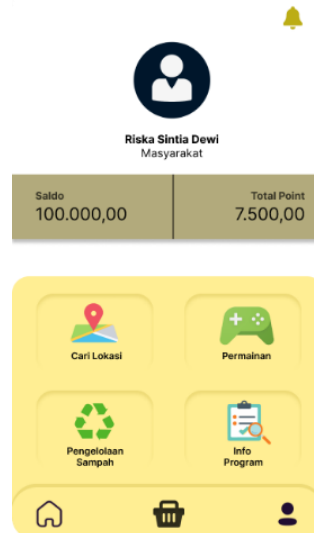 Riska Sintia Dewi
Masyarakat
Saldo
100.000,00
Total Point
7.500,00
Cari Lokasi
Permainan
Pengelolaan
Sampah
Info
Program